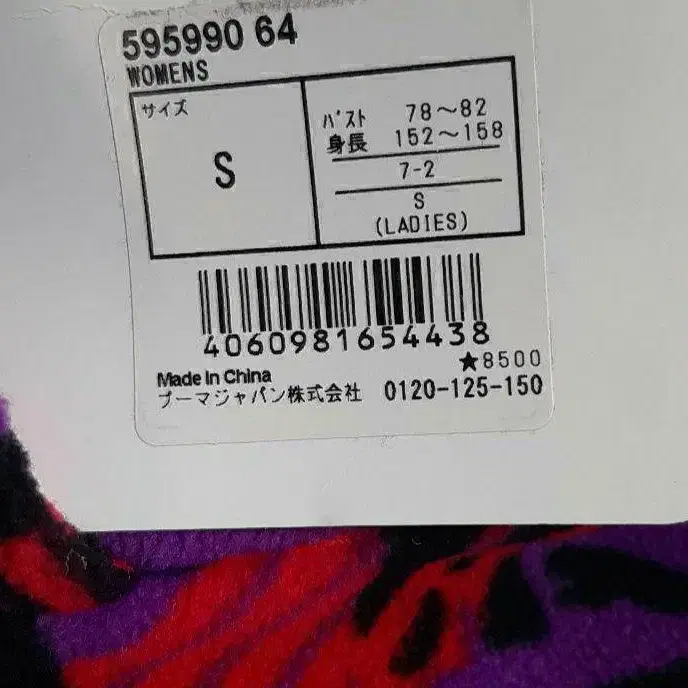 595990 64
WOMENS
サイズ
S
バスト 78~82
身長 152~158
7-2
S
(LADIES)
4060981654438
★8500
Made In China
プーマジャパン株式会社 0120-125-150